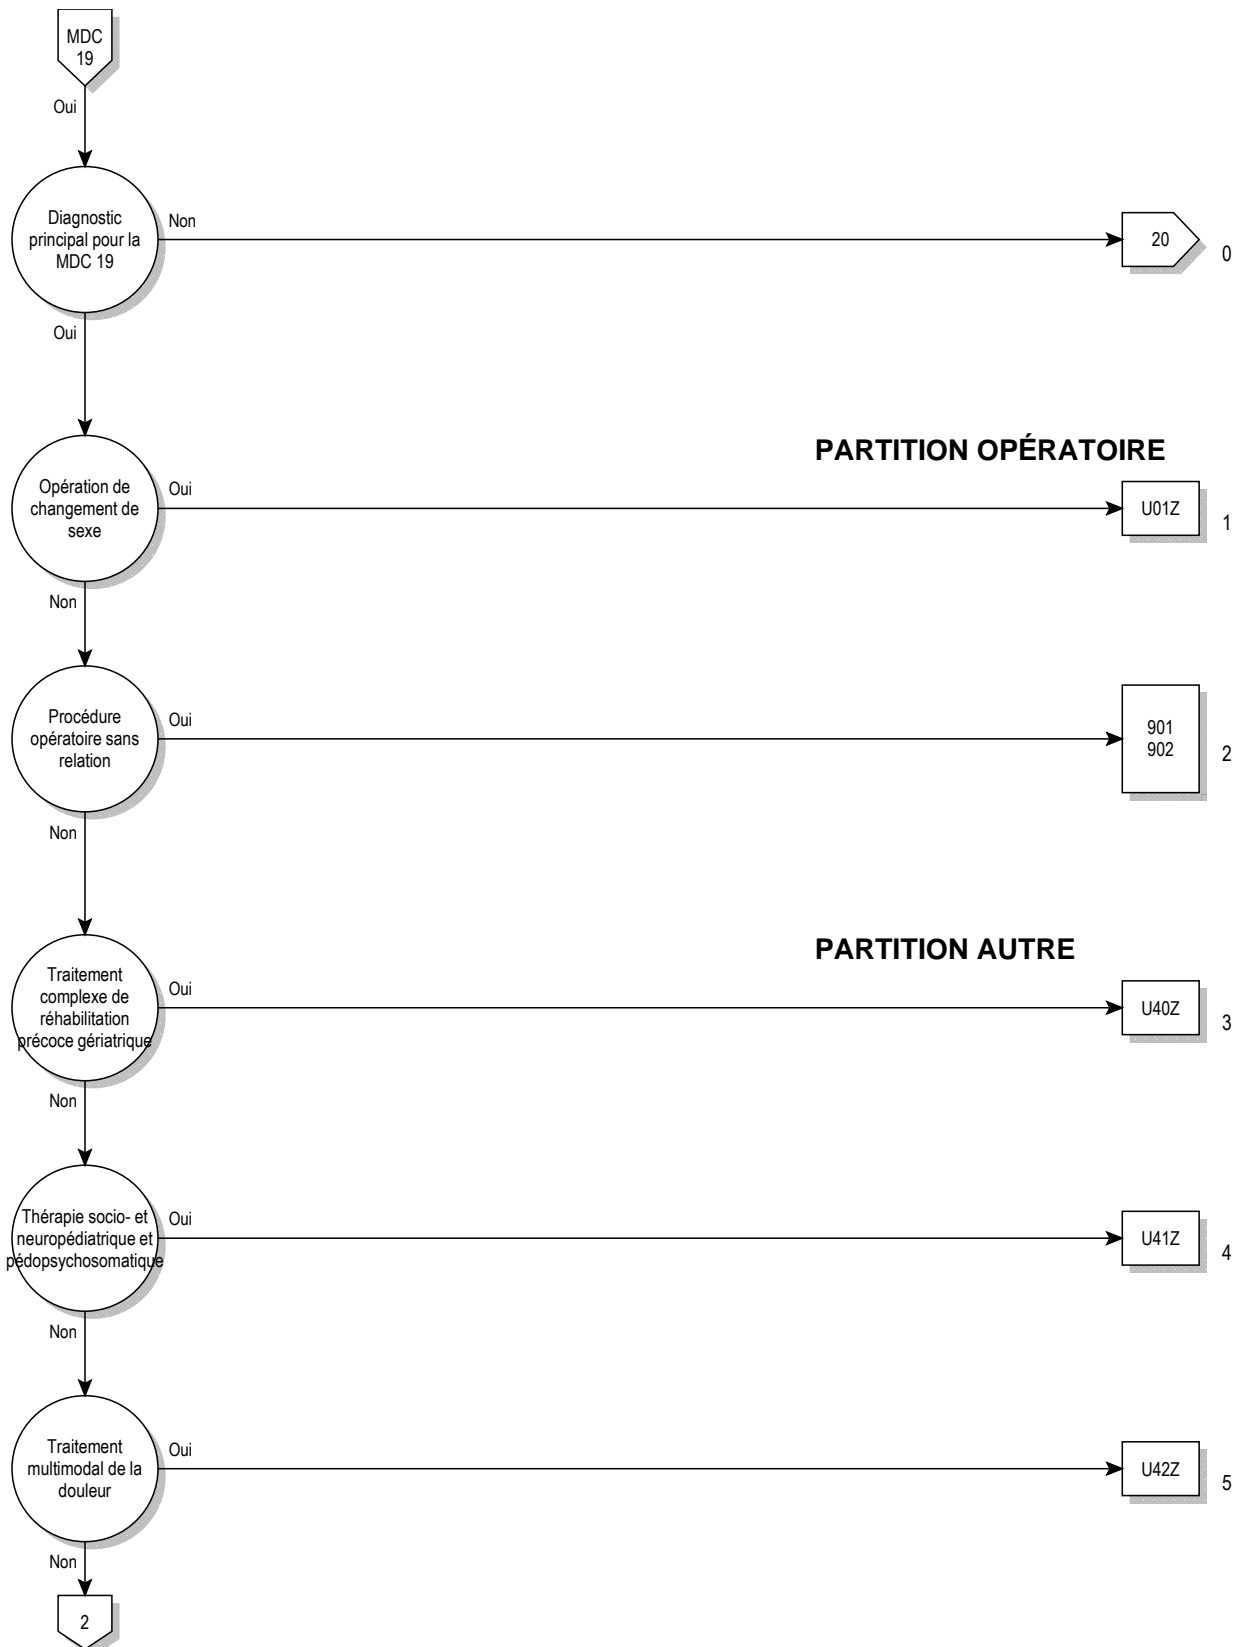 MDC
19
Oui
Diagnostic
principal pour la
MDC 19
Non
20
0
Oui
PARTITION OPÉRATOIRE
Opération de
changement de
sexe
Oui
U01Z
1
Non
Procédure
opératoire sans
relation
Oui
901
902
2
Non
PARTITION AUTRE
Traitement
complexe de
réhabilitation
précoce gériatrique
Oui
U40Z
3
Non
Thérapie socio- et
neuropédiatrique et
pédopsychosomatique
Oui
U41Z
4
Non
Traitement
multimodal de la
douleur
Oui
U42Z
5
Non
2